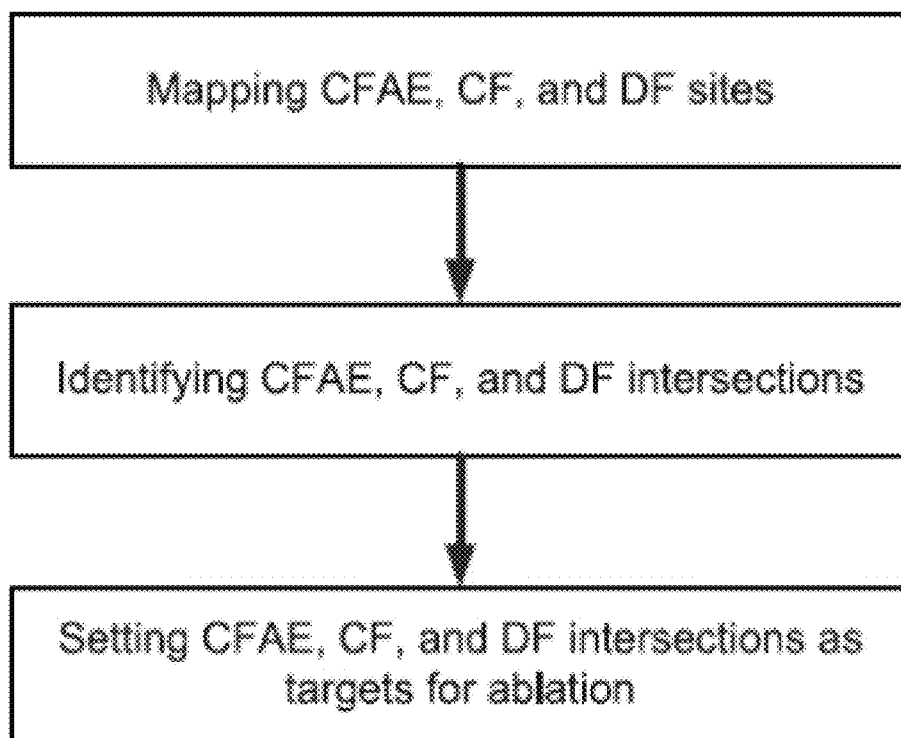 Mapping CFAE, CF, and DF sites
Identifying CFAE, CF, and DF intersections
Setting CFAE, CF, and DF intersections as
targets for ablation